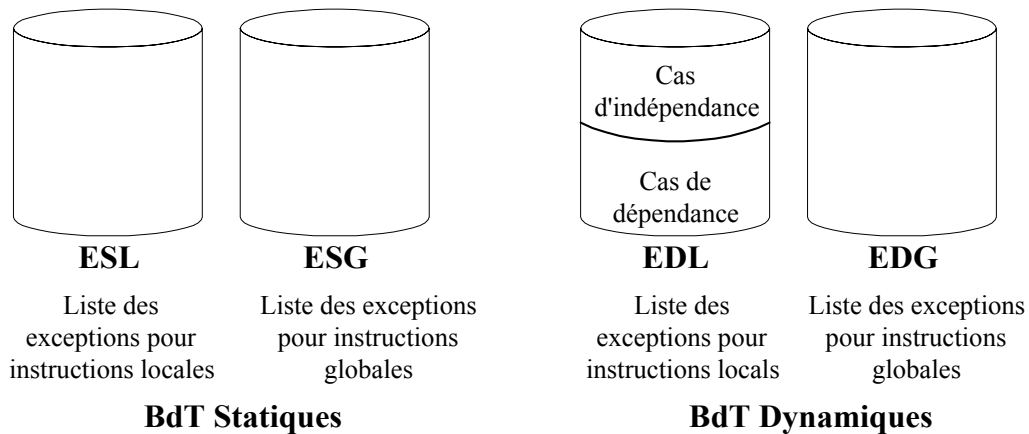 Cas
d'indépendance
Cas de
dépendance
ESL
Liste des
exceptions pour
instructions locales
ESG
Liste des exceptions
pour instructions
globales
BdT Statiques
EDL
Liste des
exceptions pour
instructions locals
EDG
Liste des exceptions
pour instructions
globales
BdT Dynamiques